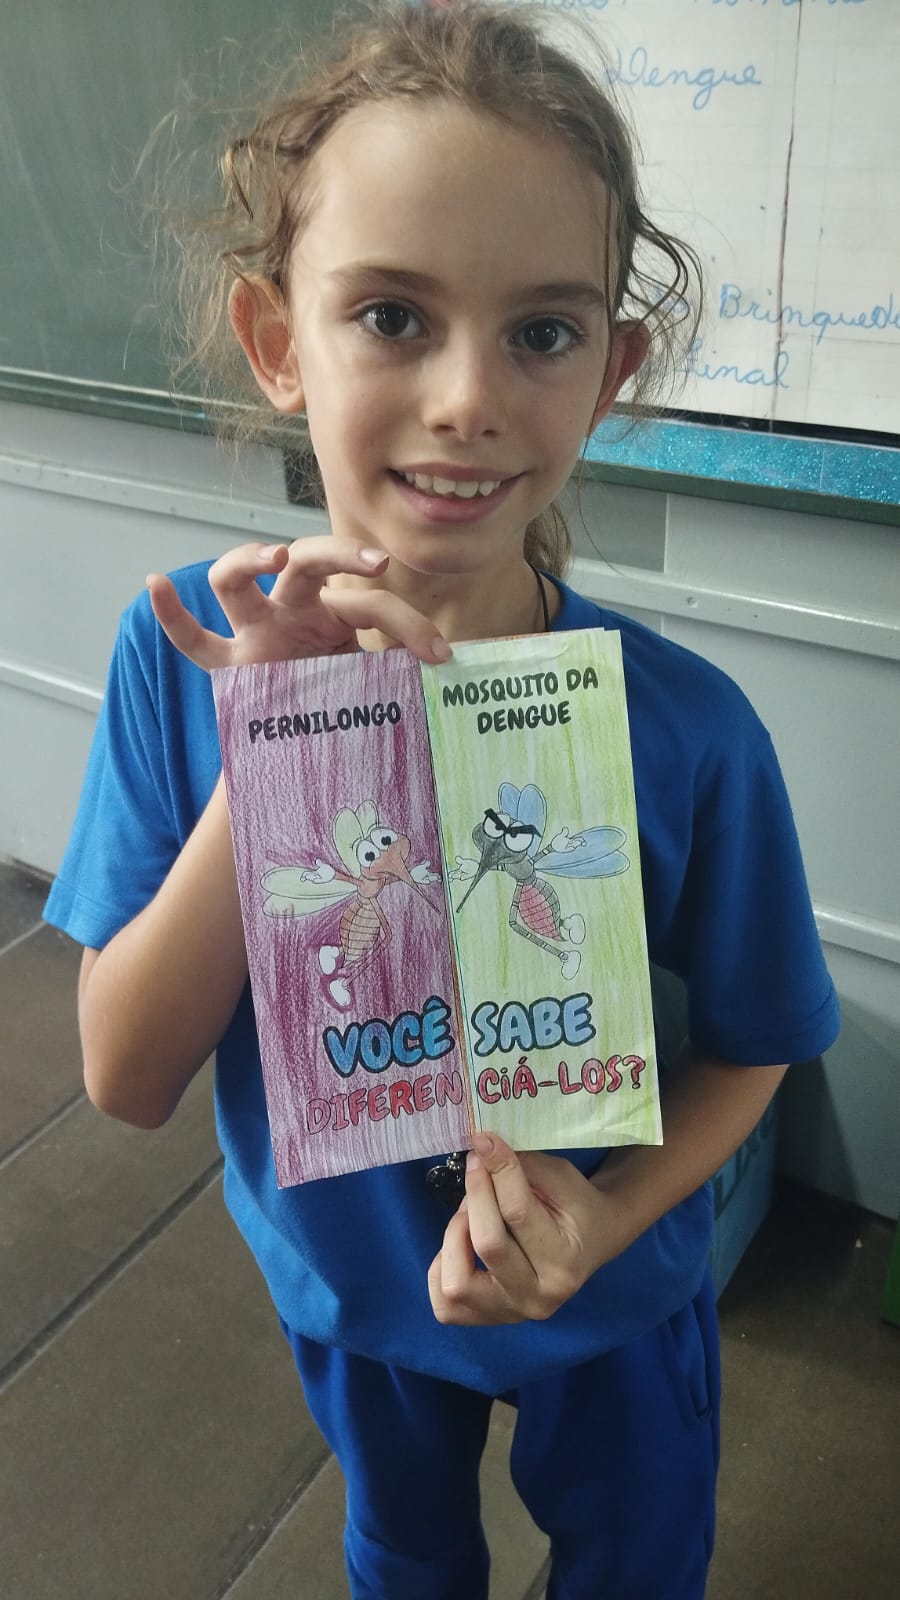 Dengue
Brinquedo
Final
PERNILONGO
MOSQUITO DA
DENGUE
VOCÊ SABE
DIFERENCIÁ-LOS?